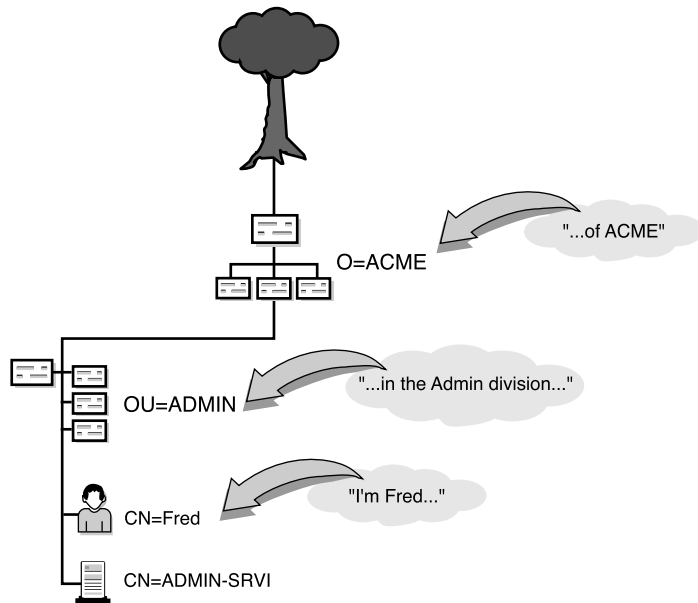 "...of ACME"
O=ACME
"...in the Admin division..."
OU=ADMIN
"I'm Fred..."
CN=Fred
CN=ADMIN-SRVI